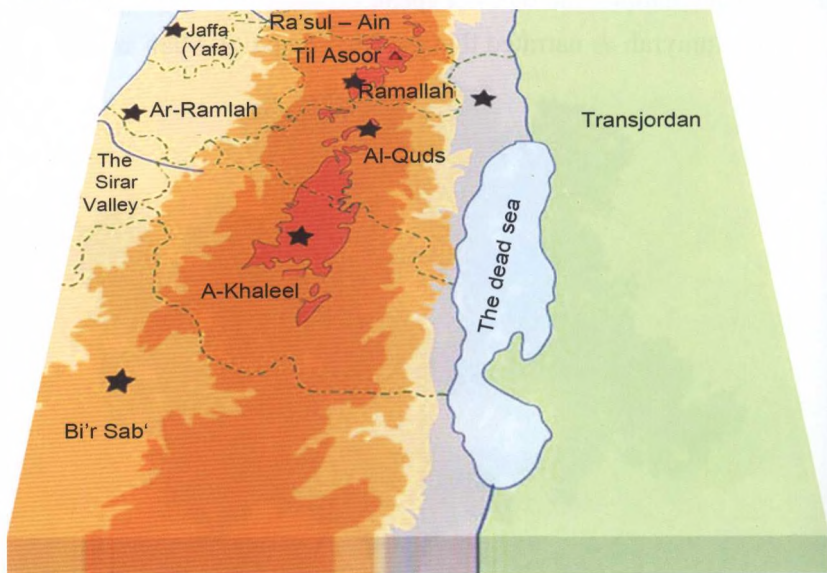 Ra'sul – Ain
Jaffa
(Yafa)
Til Asoor
Ramallah
Ar-Ramlah
Transjordan
Al-Quds
The
Sirar
Valley
The dead sea
A-Khaleel
Bi'r Sab'